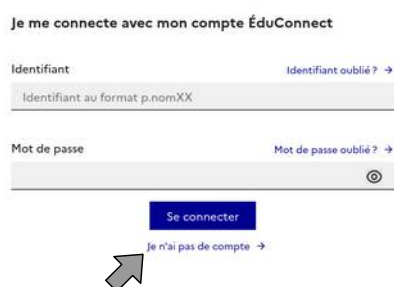 Je me connecte avec mon compte ÉduConnect
Identifiant Identifiant oublié ? →
Identifiant au format p.nomXX
Mot de passe Mot de passe oublié ? →
Se connecter
Je n'ai pas de compte →